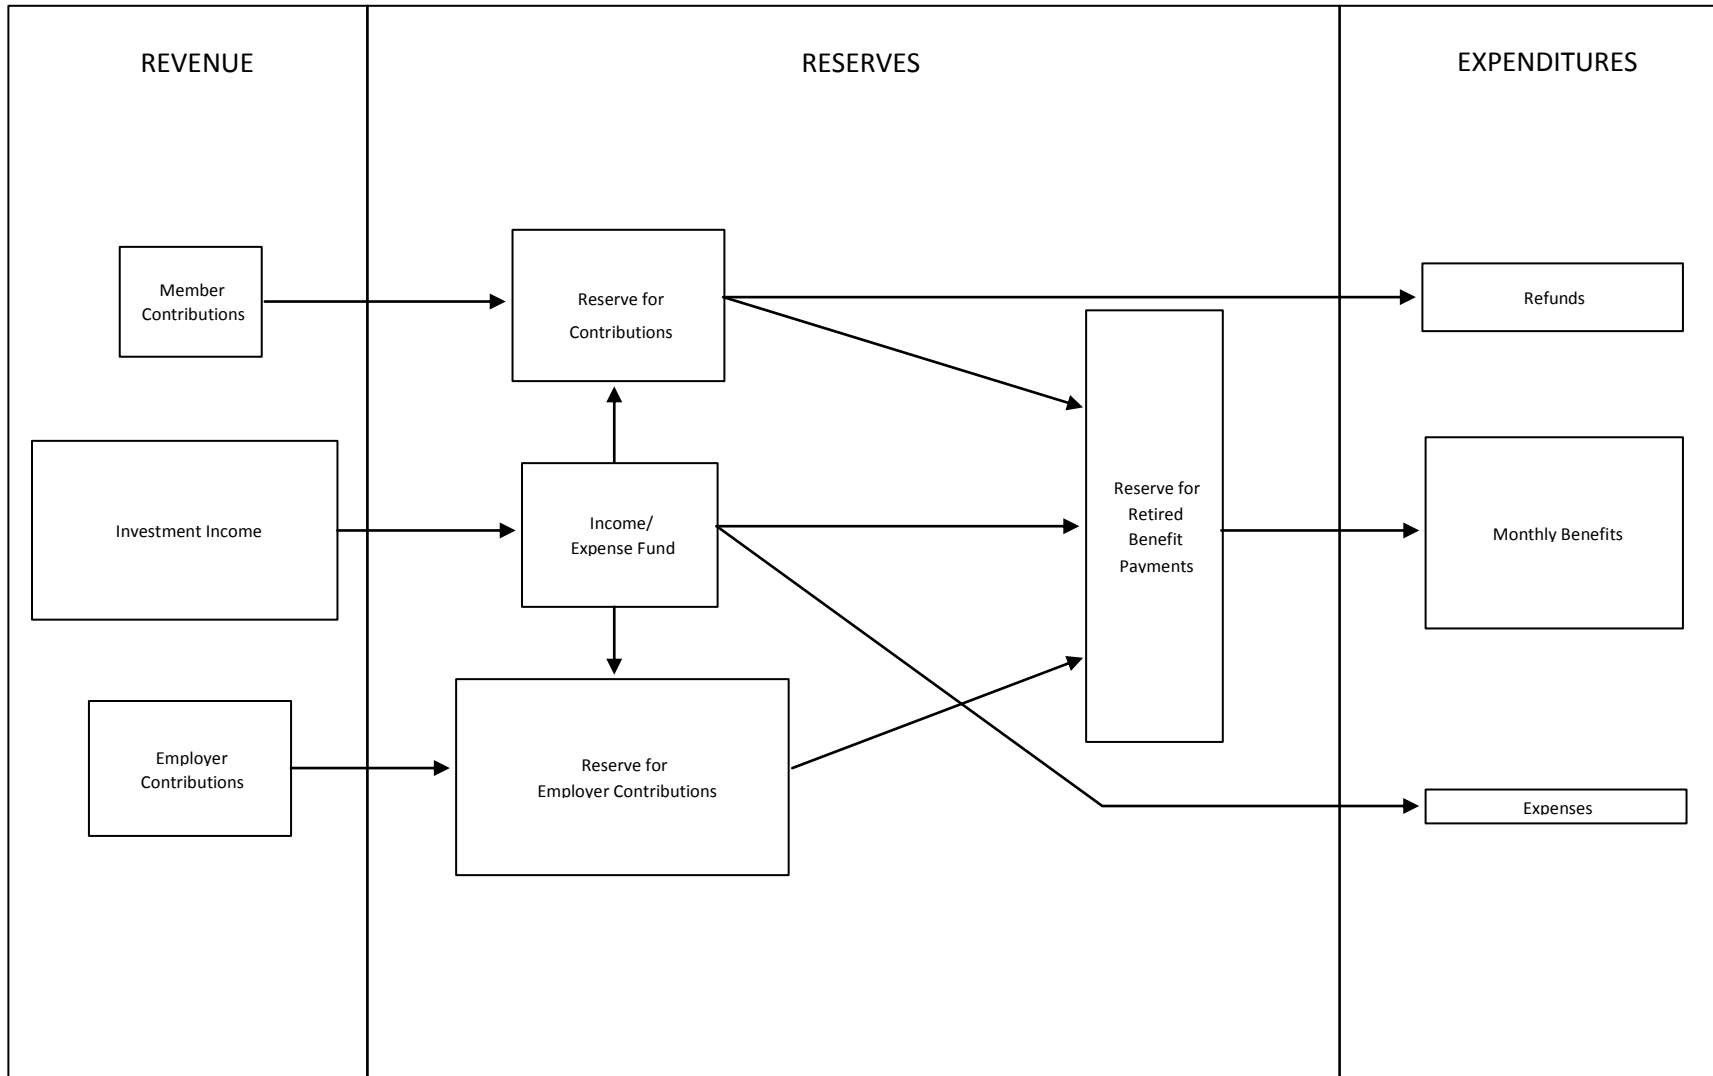 REVENUE
RESERVES
EXPENDITURES
Member
Contributions
Reserve for
Contributions
Refunds
Investment Income
Income/
Expense Fund
Reserve for
Retired
Benefit
Payments
Monthly Benefits
Employer
Contributions
Reserve for
Employer Contributions
Expenses